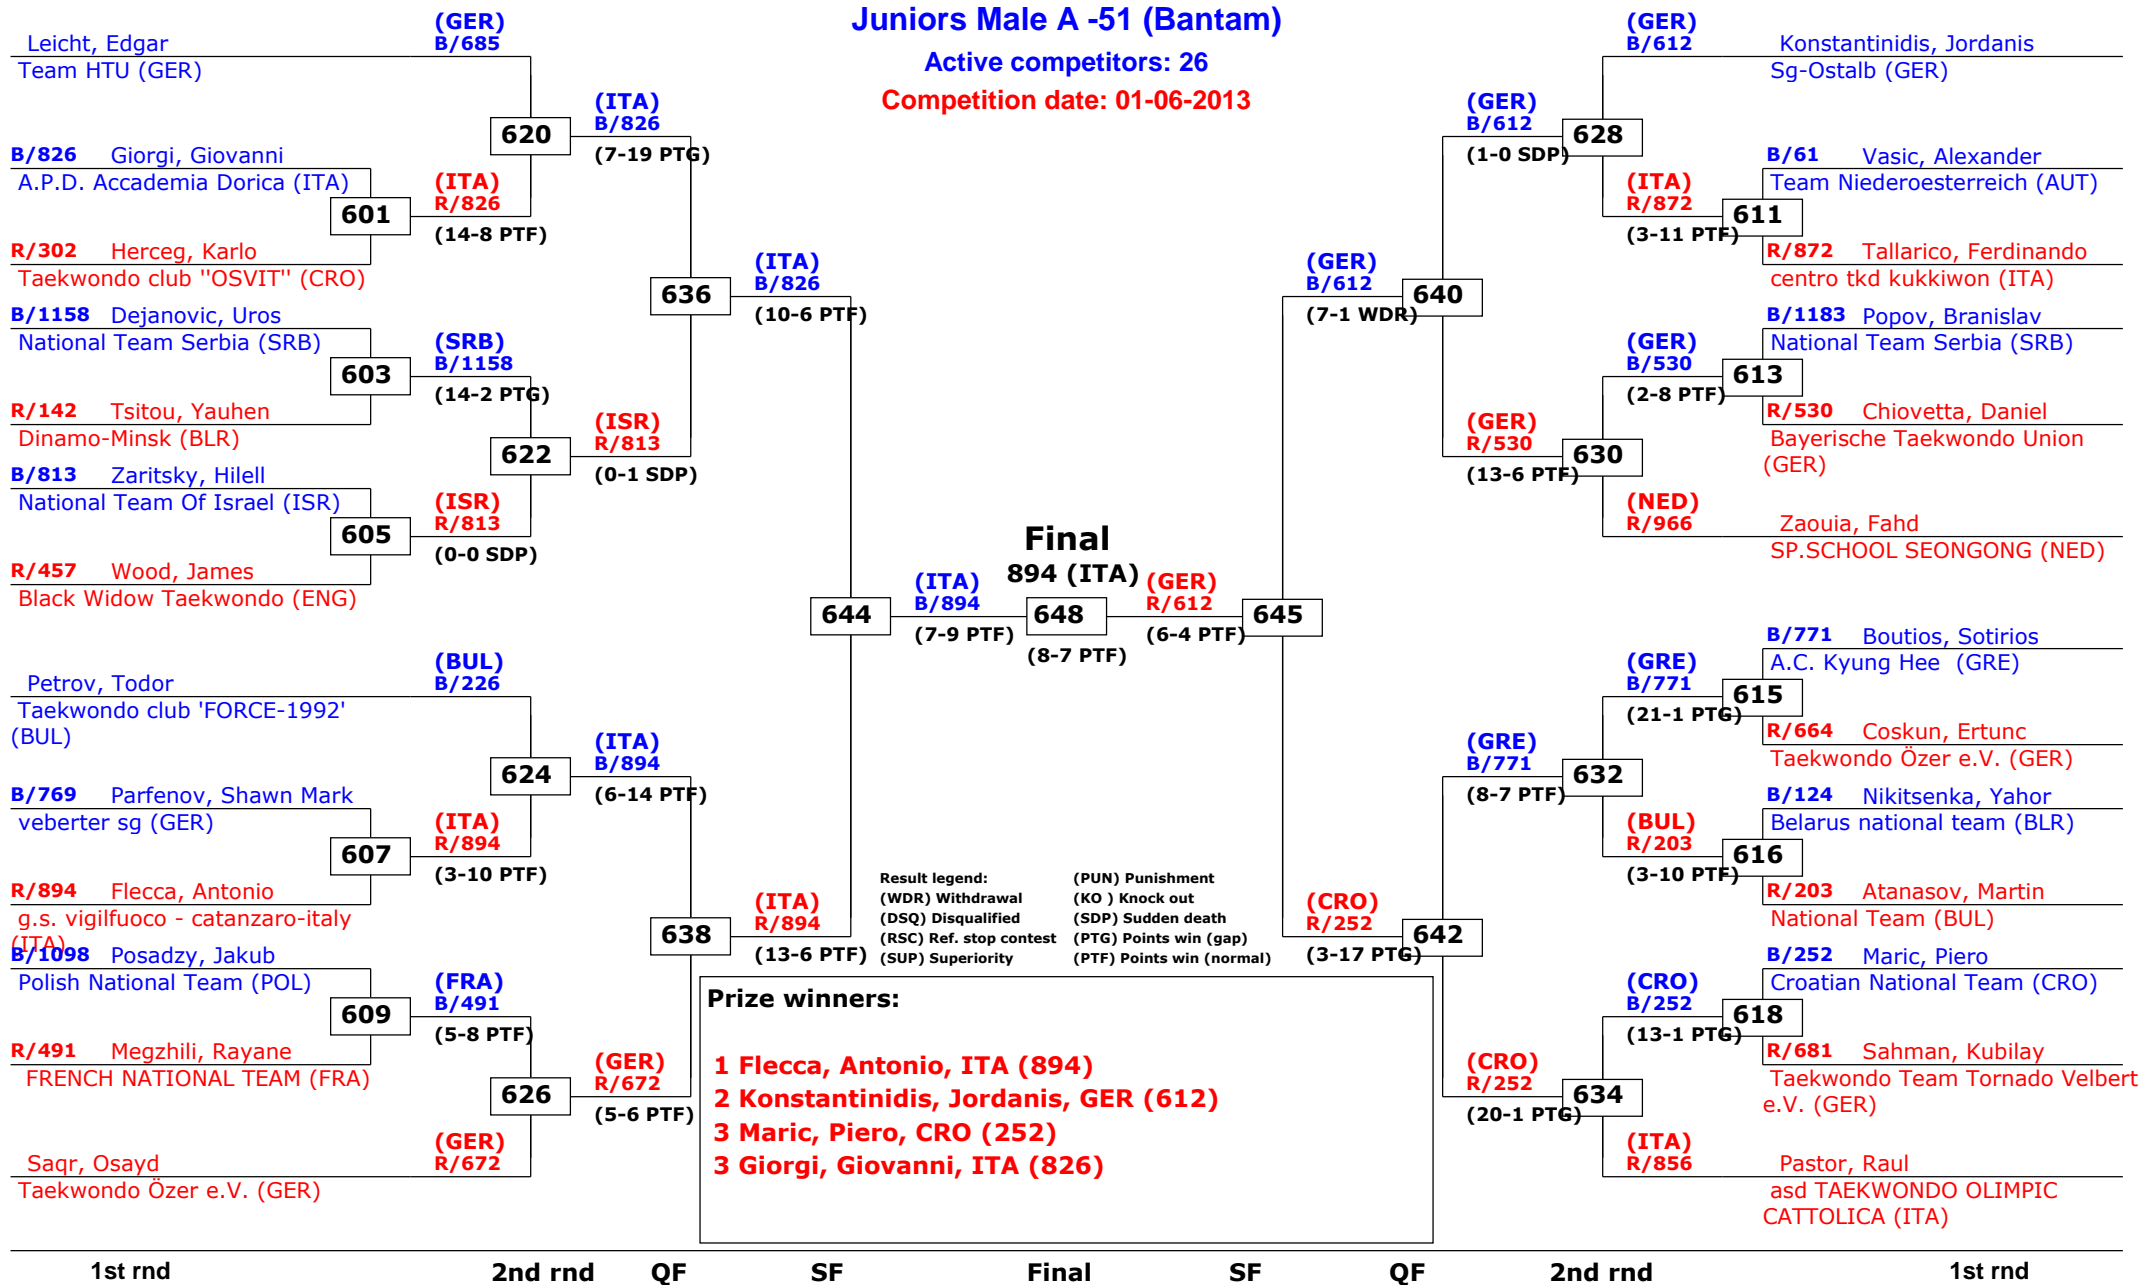 Juniors Male A -51 (Bantam)
Active competitors: 26
Competition date: 01-06-2013
Leicht, Edgar
Team HTU (GER)
(GER)
B/685
620
B/826 Giorgi, Giovanni
A.P.D. Accademia Dorica (ITA)
601
R/302 Herceg, Karlo
Taekwondo club "OSVIT" (CRO)
(ITA)
R/826
(14-8 PTF)
(ITA)
B/826
(7-19 PTG)
B/1158 Dejanovic, Uros
National Team Serbia (SRB)
603
R/142 Tsitou, Yauhen
Dinamo-Minsk (BLR)
(SRB)
B/1158
(14-2 PTG)
622
B/813 Zaritsky, Hilell
National Team Of Israel (ISR)
605
R/457 Wood, James
Black Widow Taekwondo (ENG)
(ISR)
R/813
(0-0 SDP)
(ISR)
R/813
(0-1 SDP)
636
(ITA)
B/826
(10-6 PTF)
Petrov, Todor
Taekwondo club 'FORCE-1992'
(BUL)
(BUL)
B/226
624
B/769 Parfenov, Shawn Mark
veberter sg (GER)
607
R/894 Flecca, Antonio
g.s. vigilfuoco - catanzaro-italy
(ITA)
(ITA)
R/894
(3-10 PTF)
(ITA)
B/894
(6-14 PTF)
B/1098 Posadzy, Jakub
Polish National Team (POL)
609
R/491 Megzhili, Rayane
FRENCH NATIONAL TEAM (FRA)
(FRA)
B/491
(5-8 PTF)
626
Saqr, Osayd
Taekwondo Özer e.V. (GER)
(GER)
R/672
(GER)
R/672
(5-6 PTF)
638
(ITA)
R/894
(13-6 PTF)
644
(ITA)
B/894
(7-9 PTF)
Final
894 (ITA)
648
(8-7 PTF)
(GER)
R/612
(6-4 PTF)
645
(GER)
B/612
(7-1 WDR)
640
(GER)
B/612
(1-0 SDP)
628
(GER)
B/612
Konstantinidis, Jordanis
Sg-Ostalb (GER)
B/61 Vasic, Alexander
Team Niederoesterreich (AUT)
(ITA)
R/872
(3-11 PTF)
611
R/872 Tallarico, Ferdinando
centro tkd kukkiwon (ITA)
B/1183 Popov, Branislav
National Team Serbia (SRB)
(GER)
B/530
(2-8 PTF)
613
R/530 Chiovetta, Daniel
Bayerische Taekwondo Union
(GER)
(GER)
R/530
(13-6 PTF)
630
(NED)
R/966
Zaouia, Fahd
SP.SCHOOL SEONGONG (NED)
B/771 Boutios, Sotirios
A.C. Kyung Hee (GRE)
(GRE)
B/771
(21-1 PTG)
615
R/664 Coskun, Ertunc
Taekwondo Özer e.V. (GER)
(GRE)
B/771
(8-7 PTF)
632
B/124 Nikitsenka, Yahor
Belarus national team (BLR)
(BUL)
R/203
(3-10 PTF)
616
R/203 Atanasov, Martin
National Team (BUL)
(CRO)
R/252
(3-17 PTG)
642
B/252 Maric, Piero
Croatian National Team (CRO)
(CRO)
B/252
(13-1 PTG)
618
R/681 Sahman, Kubilay
Taekwondo Team Tornado Velbert
e.V. (GER)
(CRO)
R/252
(20-1 PTG)
634
(ITA)
R/856
Pastor, Raul
asd TAEKWONDO OLIMPIC
CATTOLICA (ITA)
Result legend: (PUN) Punishment
(WDR) Withdrawal (KO ) Knock out
(DSQ) Disqualified (SDP) Sudden death
(RSC) Ref. stop contest (PTG) Points win (gap)
(SUP) Superiority (PTF) Points win (normal)
Prize winners:
1 Flecca, Antonio, ITA (894)
2 Konstantinidis, Jordanis, GER (612)
3 Maric, Piero, CRO (252)
3 Giorgi, Giovanni, ITA (826)
1st rnd 2nd rnd QF SF Final SF QF 2nd rnd 1st rnd